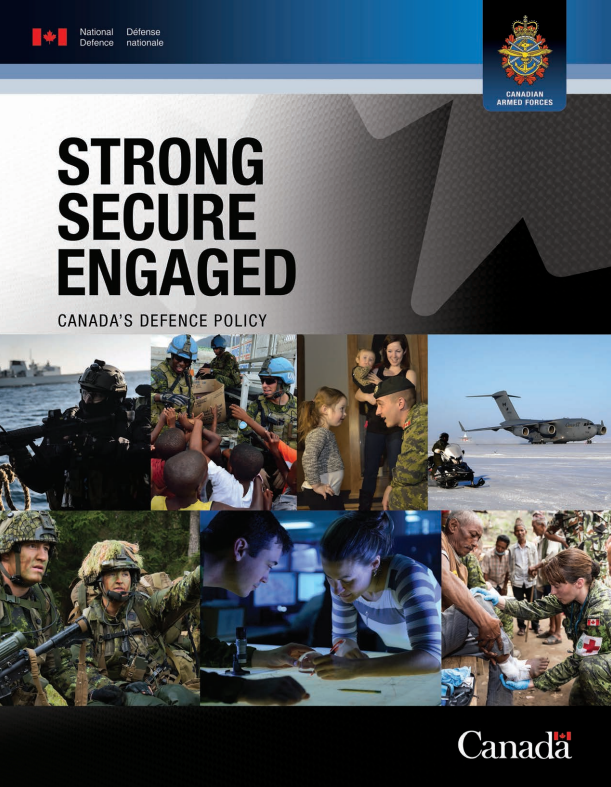 National Défense
Defence nationale
CANADIAN
ARMED FORCES
STRONG
SECURE
ENGAGED
CANADA'S DEFENCE POLICY
Canada